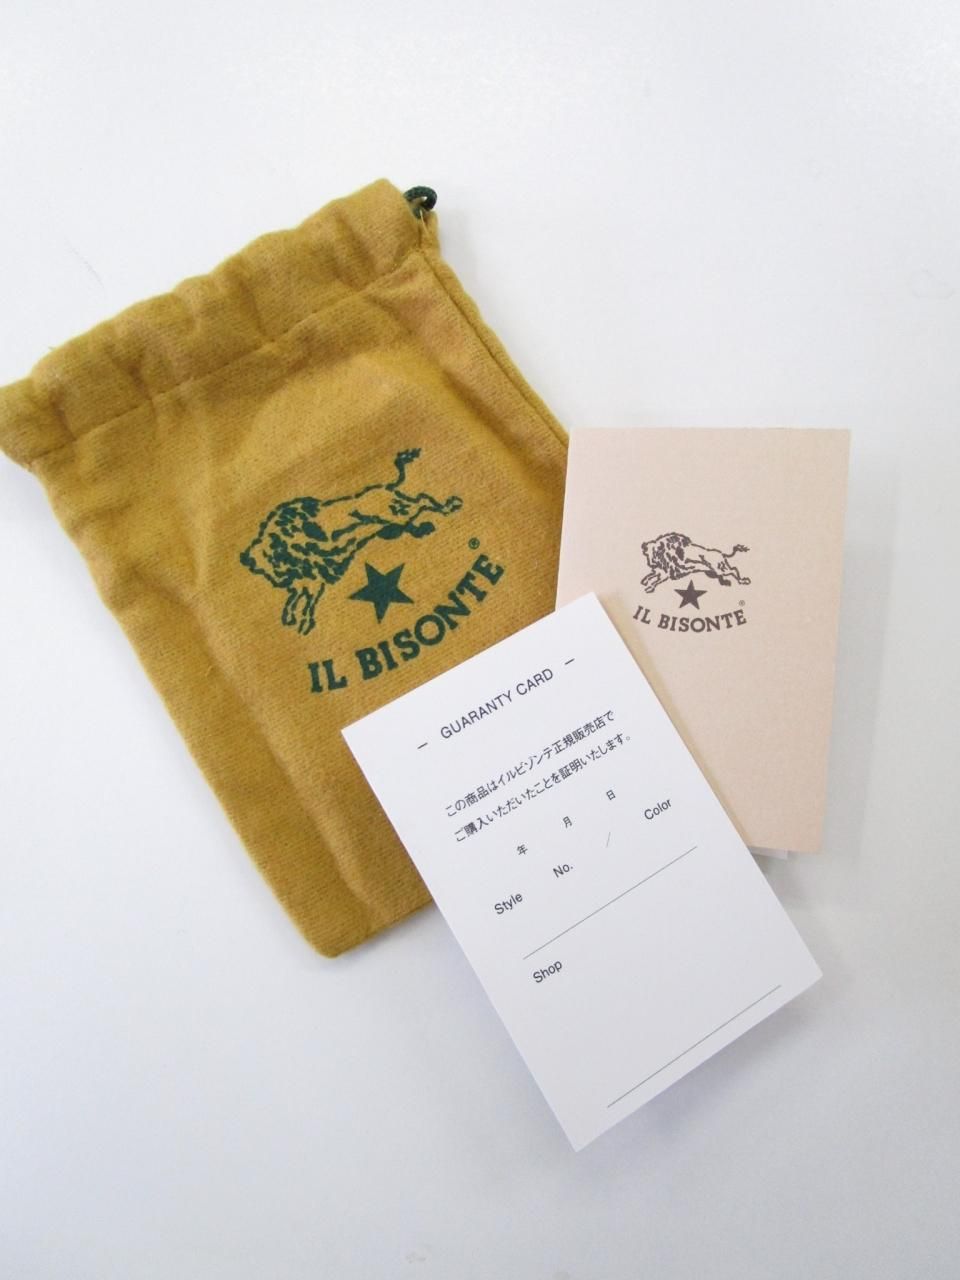 IL BISONTE
®
IL BISONTE
®
— GUARANTY CARD —
この商品はイルビゾンテ正規販売店で
ご購入いただいたことを証明いたします。
年 月 日
Style No. / Color
Shop